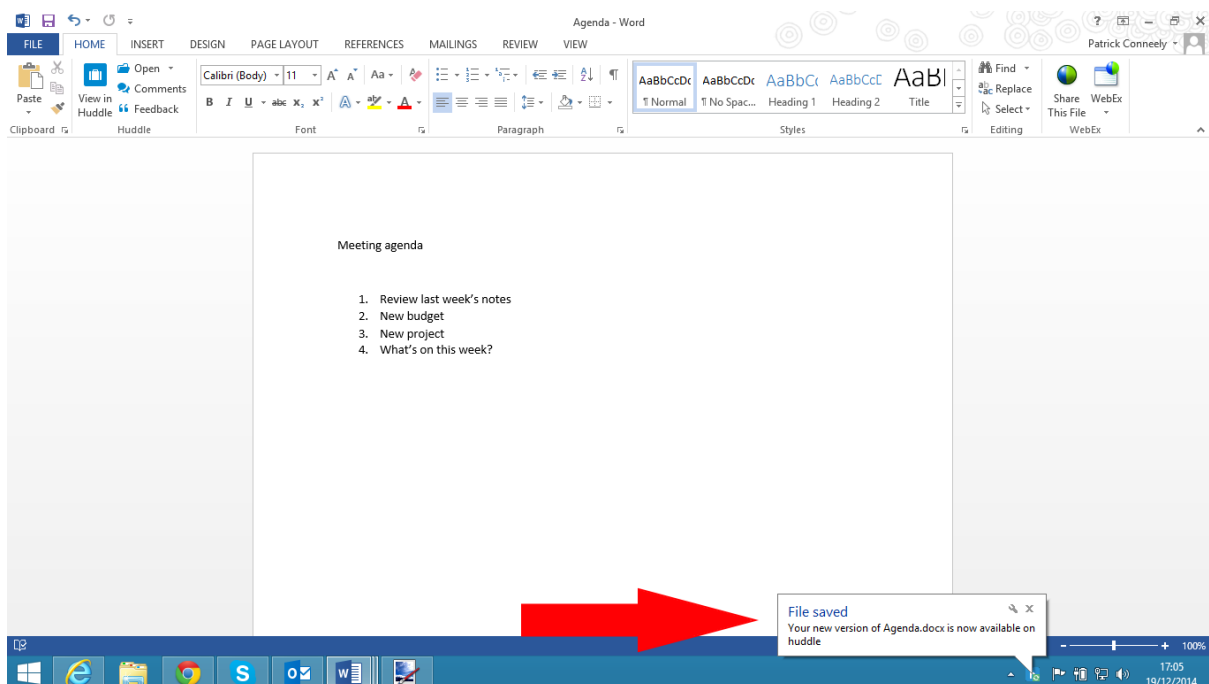 Agenda - Word
Patrick Conneely
FILE HOME INSERT DESIGN PAGE LAYOUT REFERENCES MAILINGS REVIEW VIEW
Paste
View in Huddle
Open
Comments
Feedback
Calibri (Body) 11
Aa
B I U abc X₂ X²
AaBbCcDc AaBbCcDc AaBbCc AaBbCcC AaBl
¶ Normal ¶ No Spac... Heading 1 Heading 2 Title
Find
Replace
Select
Share This File
WebEx
Clipboard Huddle Font Paragraph Styles Editing WebEx
Meeting agenda
1. Review last week's notes
2. New budget
3. New project
4. What's on this week?
File saved
Your new version of Agenda.docx is now available on
huddle
100%
17:05
19/12/2014